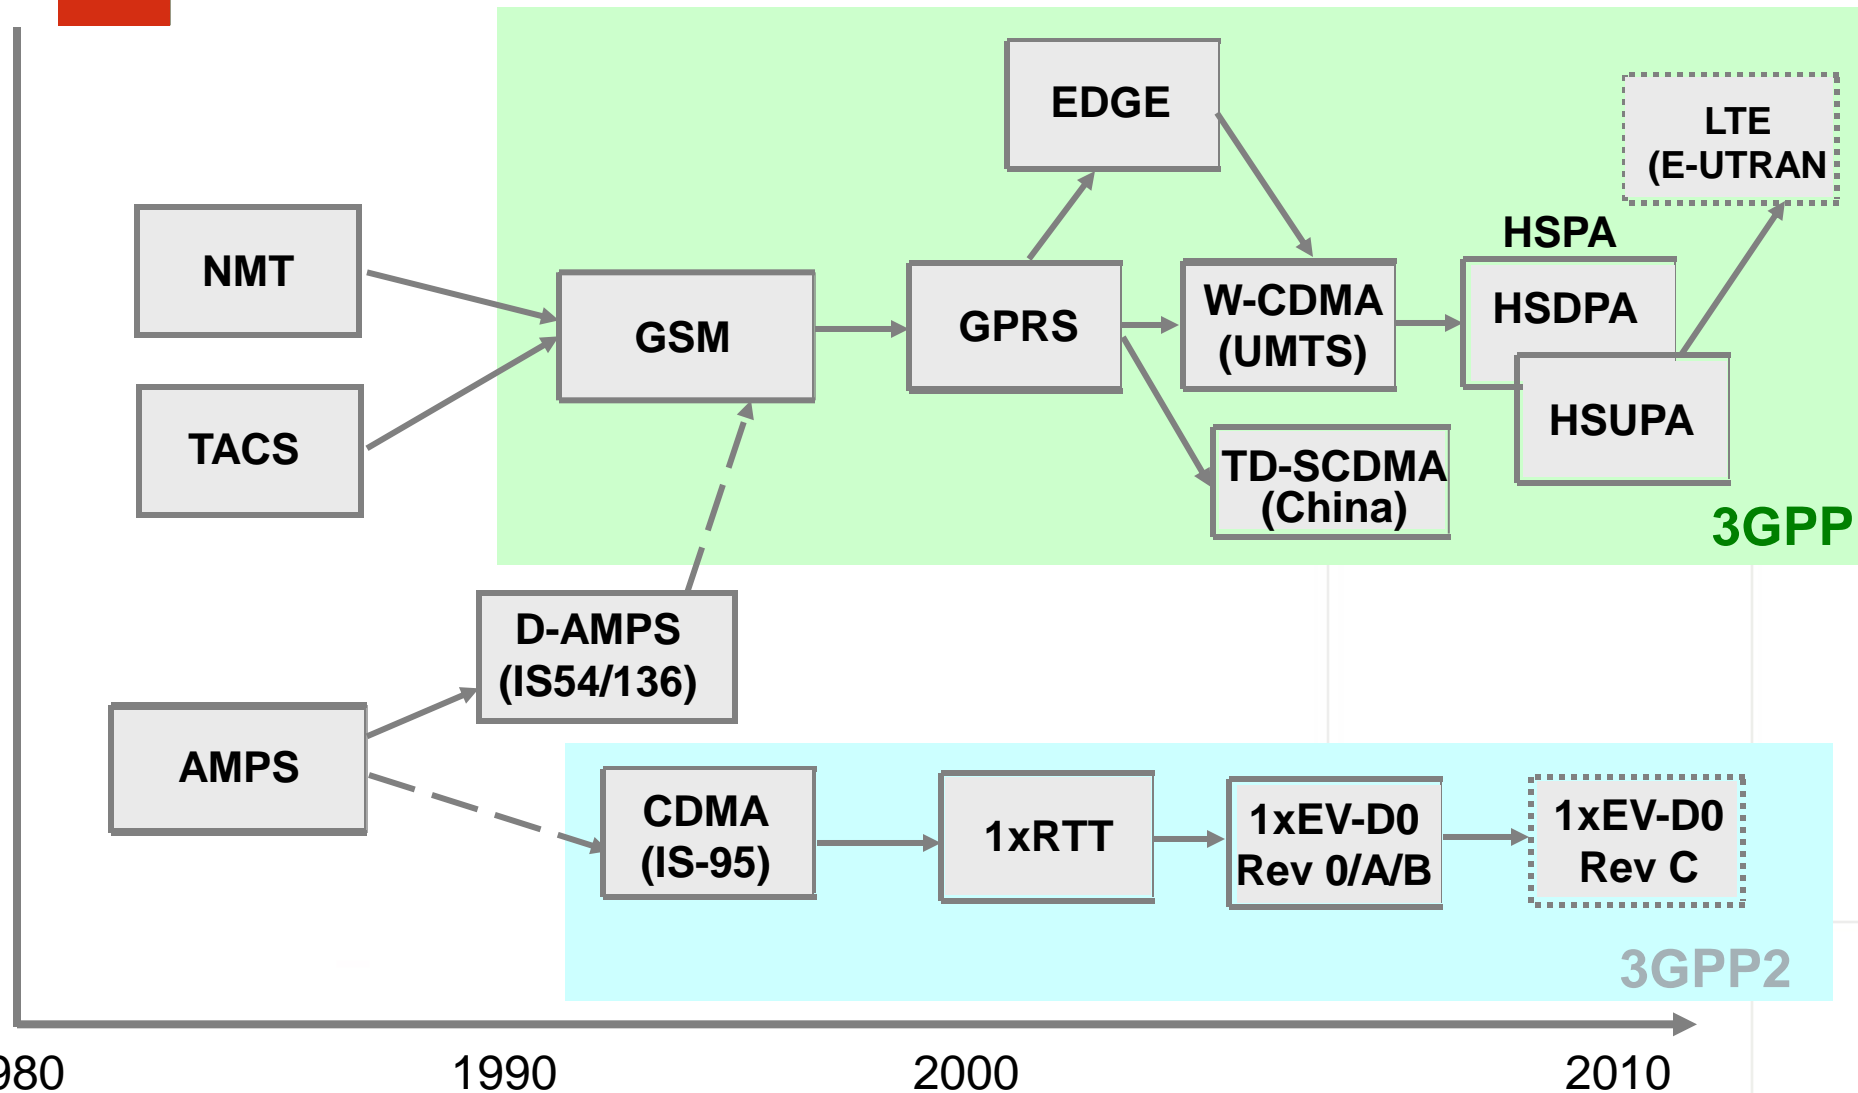 EDGE
LTE
(E-UTRAN
NMT
HSPA
GSM
GPRS
W-CDMA
(UMTS)
HSDPA
TACS
HSUPA
TD-SCDMA
(China)
3GPP
D-AMPS
(IS54/136)
AMPS
CDMA
(IS-95)
1xRTT
1xEV-D0
Rev 0/A/B
1xEV-D0
Rev C
3GPP2
980
1990
2000
2010